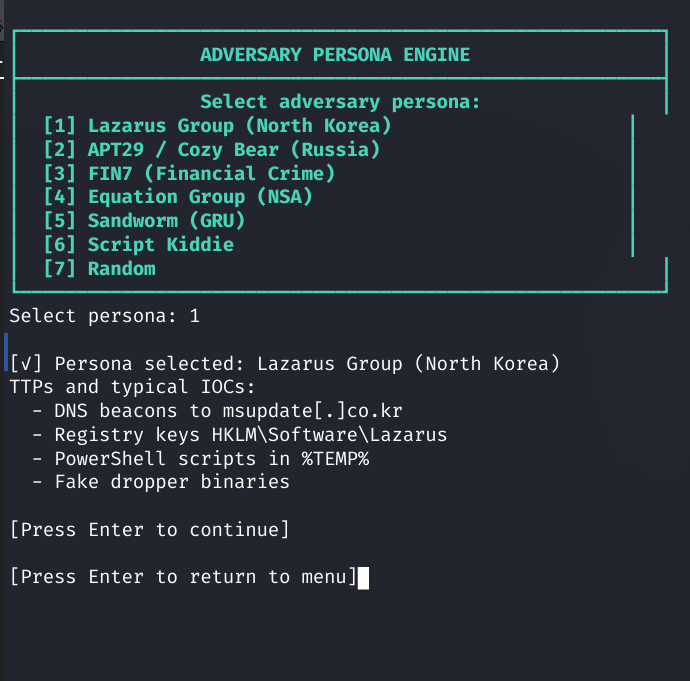 ADVERSARY PERSONA ENGINE
Select adversary persona:
[1] Lazarus Group (North Korea)
[2] APT29 / Cozy Bear (Russia)
[3] FIN7 (Financial Crime)
[4] Equation Group (NSA)
[5] Sandworm (GRU)
[6] Script Kiddie
[7] Random
Select persona: 1
[√] Persona selected: Lazarus Group (North Korea)
TTPs and typical IOCs:
- DNS beacons to msupdate[.]co.kr
- Registry keys HKLM\Software\Lazarus
- PowerShell scripts in %TEMP%
- Fake dropper binaries
[Press Enter to continue]
[Press Enter to return to menu]